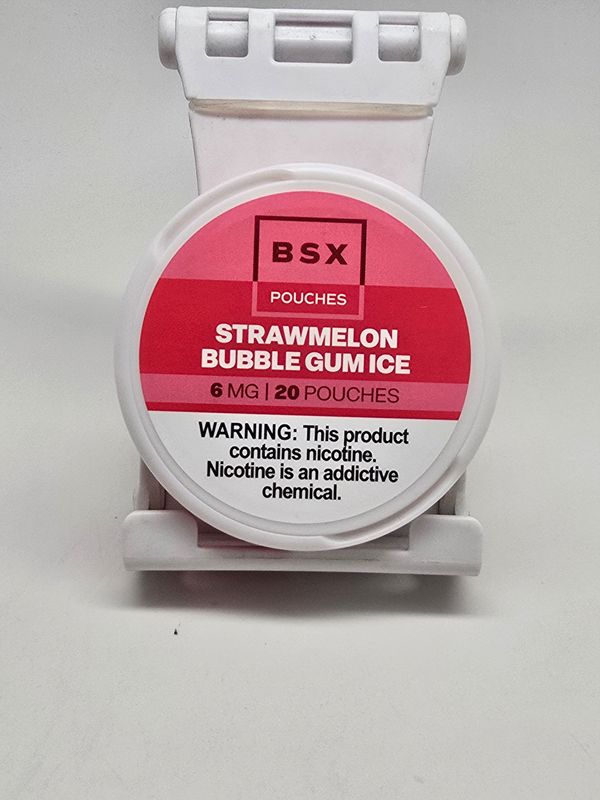 BSX
POUCHES
STRAWMELON
BUBBLE GUM ICE
6 MG | 20 POUCHES
WARNING: This product
contains nicotine.
Nicotine is an addictive
chemical.